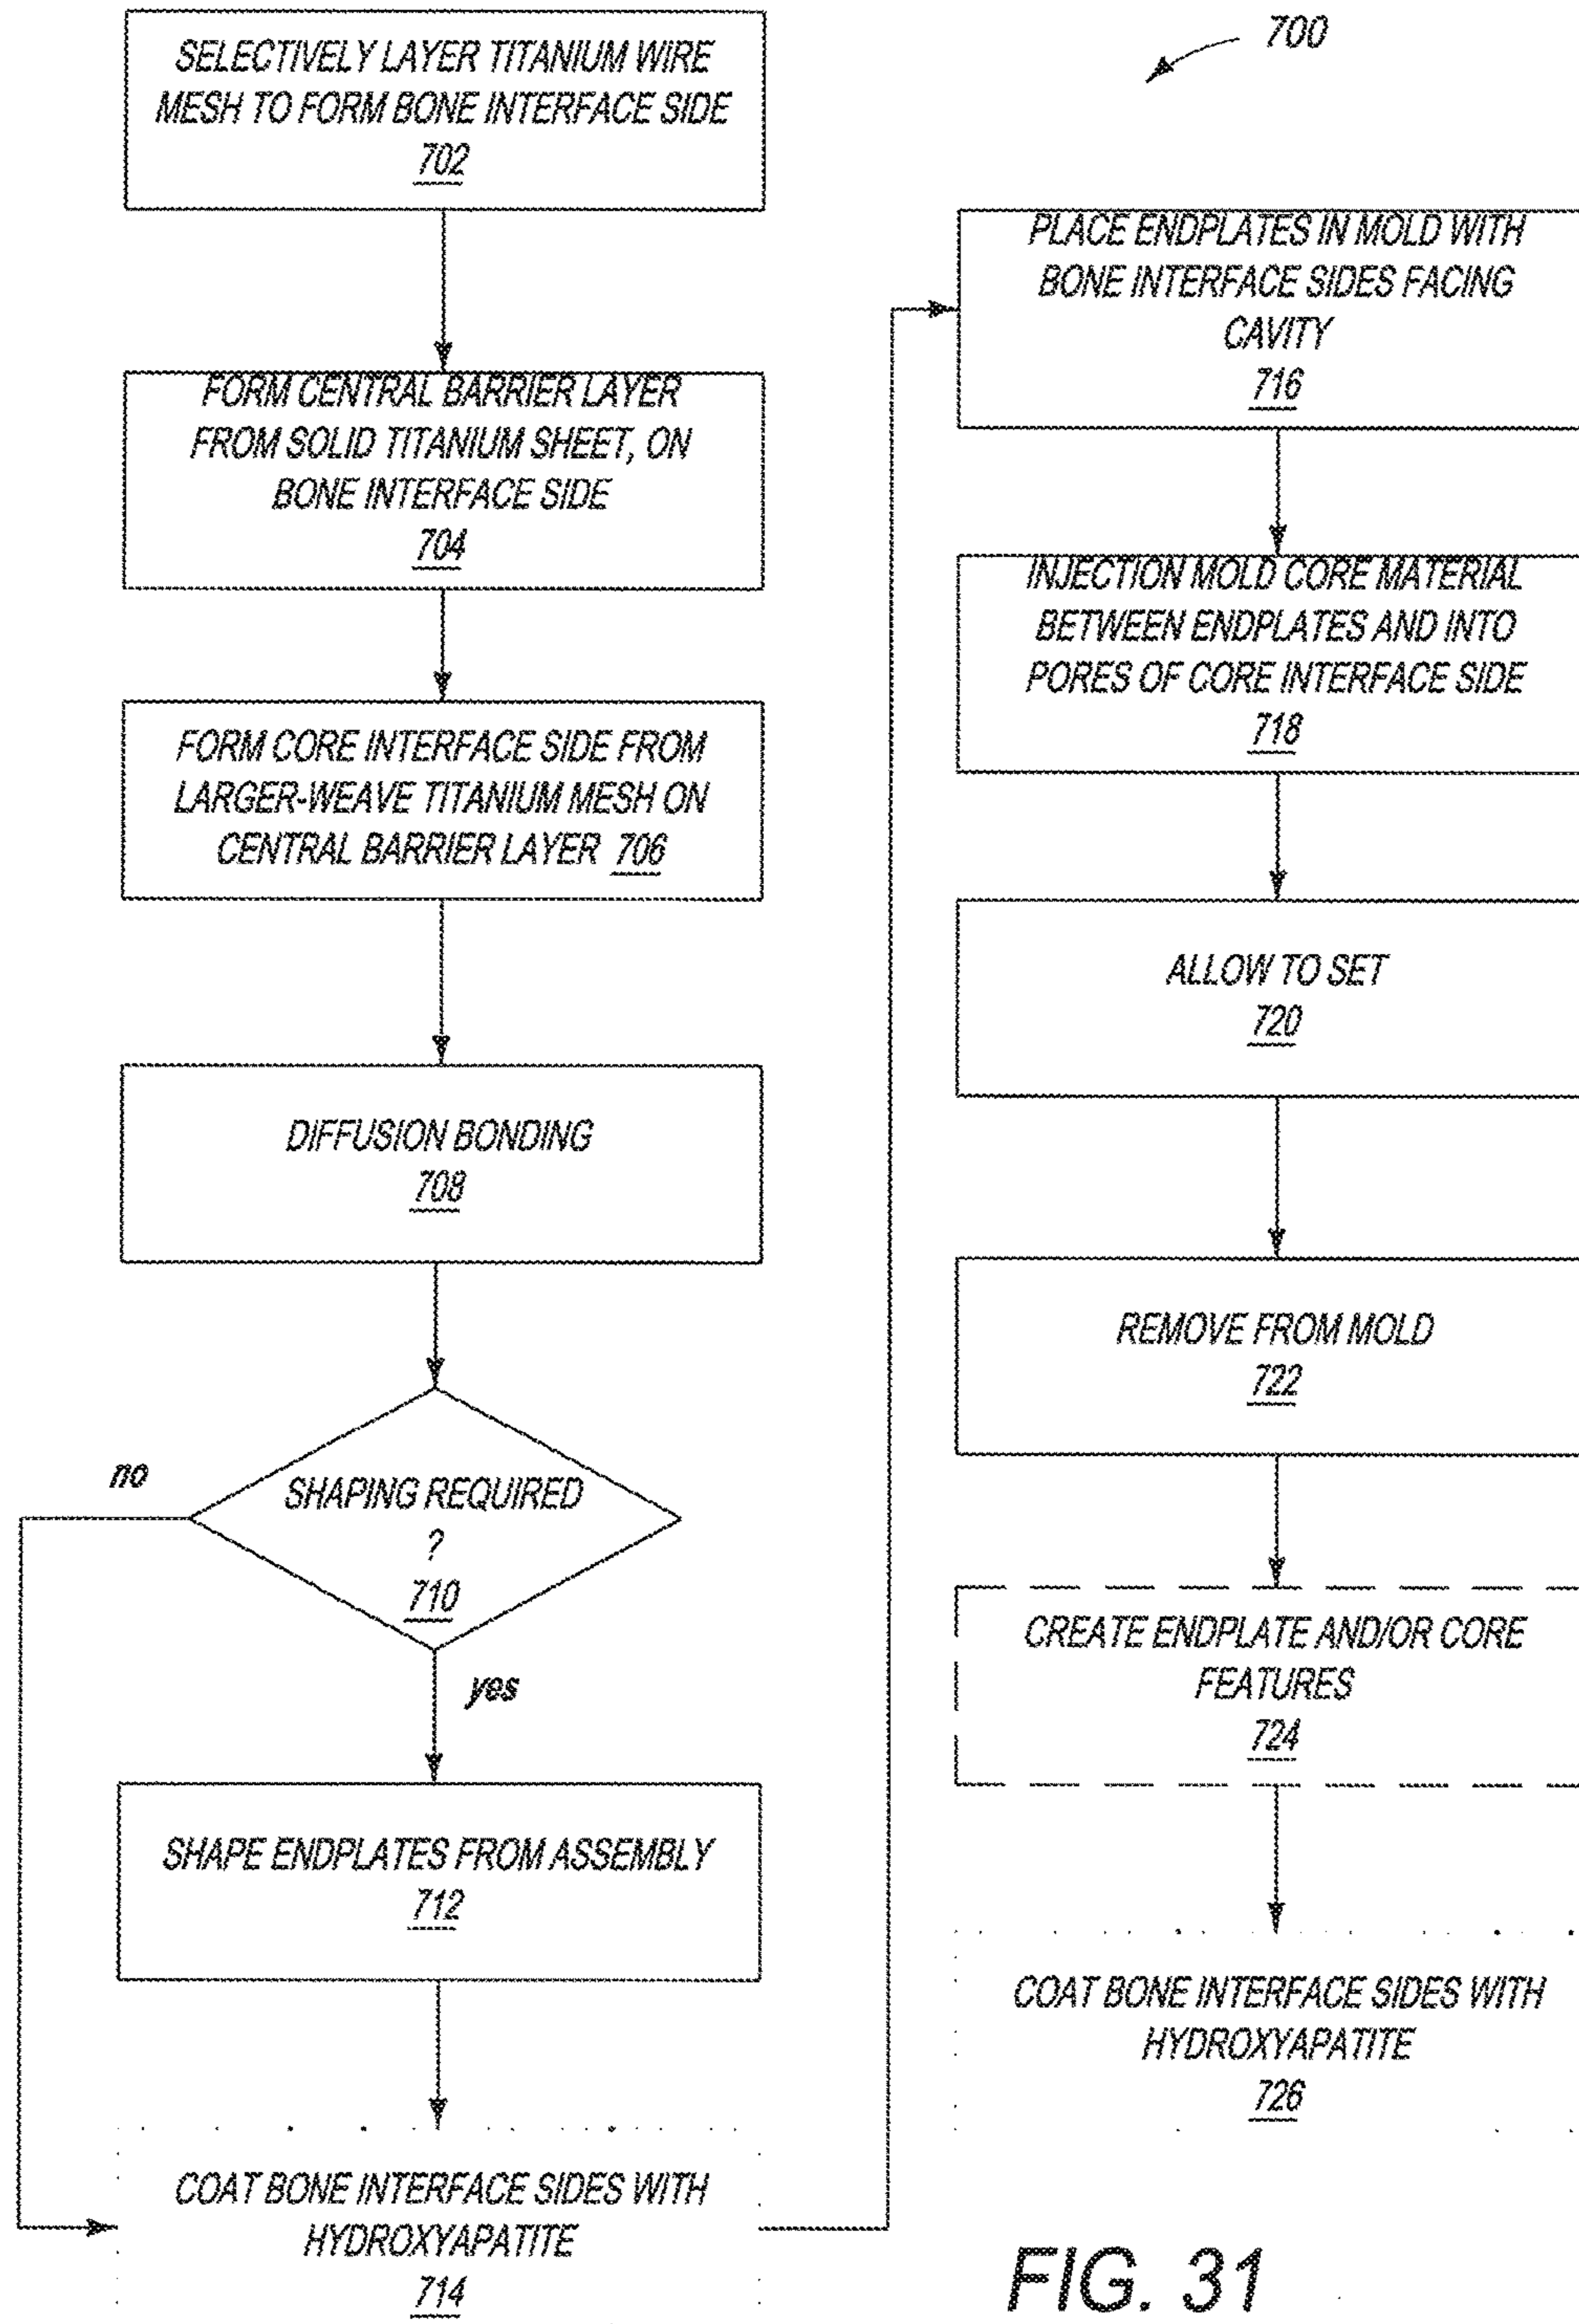 700
SELECTIVELY LAYER TITANIUM WIRE
MESH TO FORM BONE INTERFACE SIDE
702
FORM CENTRAL BARRIER LAYER
FROM SOLID TITANIUM SHEET, ON
BONE INTERFACE SIDE
704
FORM CORE INTERFACE SIDE FROM
LARGER-WEAVE TITANIUM MESH ON
CENTRAL BARRIER LAYER 706
DIFFUSION BONDING
708
no
SHAPING REQUIRED
?
710
yes
SHAPE ENDPLATES FROM ASSEMBLY
712
COAT BONE INTERFACE SIDES WITH
HYDROXYAPATITE
714
PLACE ENDPLATES IN MOLD WITH
BONE INTERFACE SIDES FACING
CAVITY
716
INJECTION MOLD CORE MATERIAL
BETWEEN ENDPLATES AND INTO
PORES OF CORE INTERFACE SIDE
718
ALLOW TO SET
720
REMOVE FROM MOLD
722
CREATE ENDPLATE AND/OR CORE
FEATURES
724
COAT BONE INTERFACE SIDES WITH
HYDROXYAPATITE
726
FIG. 31